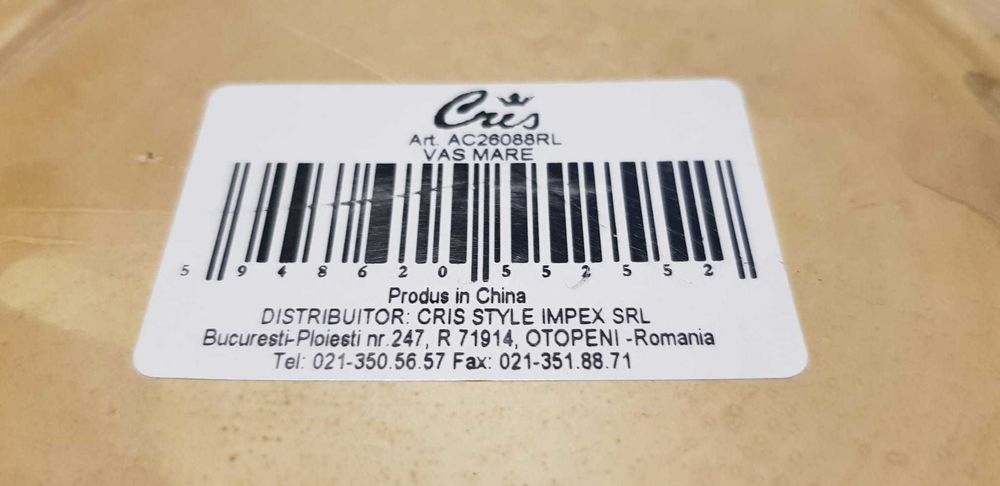 Cris
Art. AC26088RL
VAS MARE
5 948620 552552
Produs in China
DISTRIBUITOR: CRIS STYLE IMPEX SRL
Bucuresti-Ploiesti nr.247, R 71914, OTOPENI -Romania
Tel: 021-350.56.57 Fax: 021-351.88.71